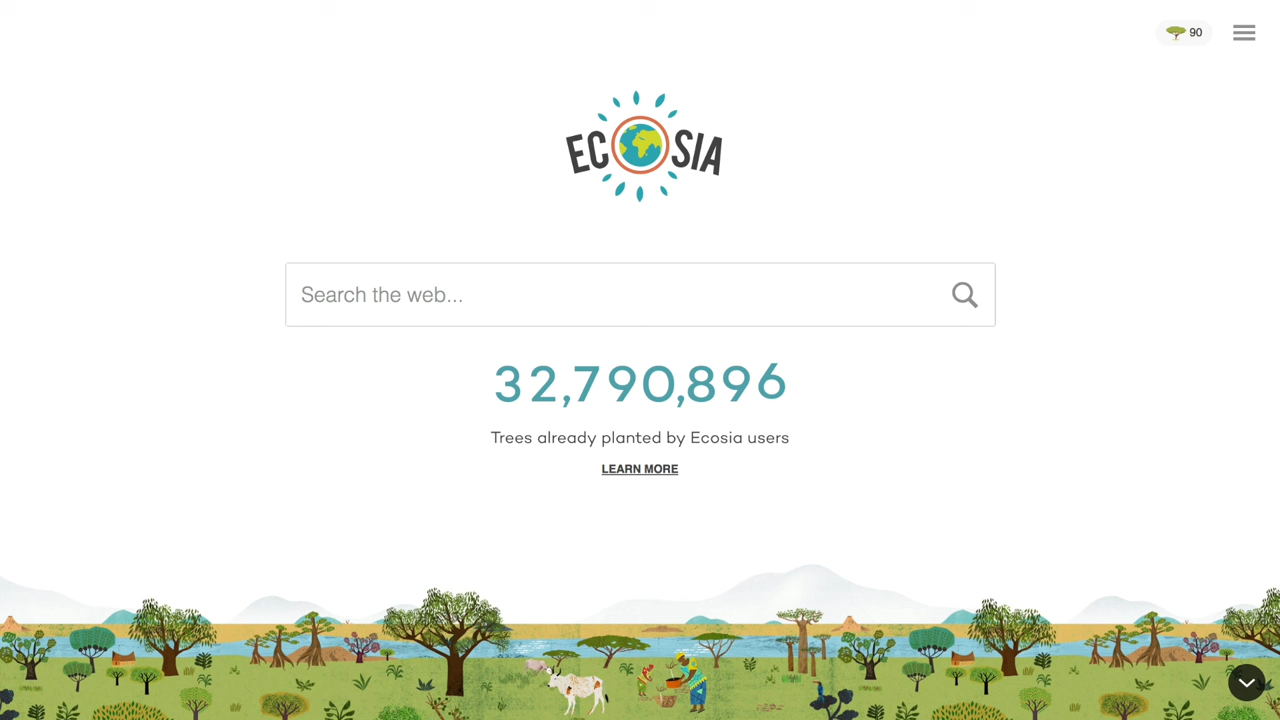 90
ECOSIA
Search the web...
32,790,896
Trees already planted by Ecosia users
LEARN MORE